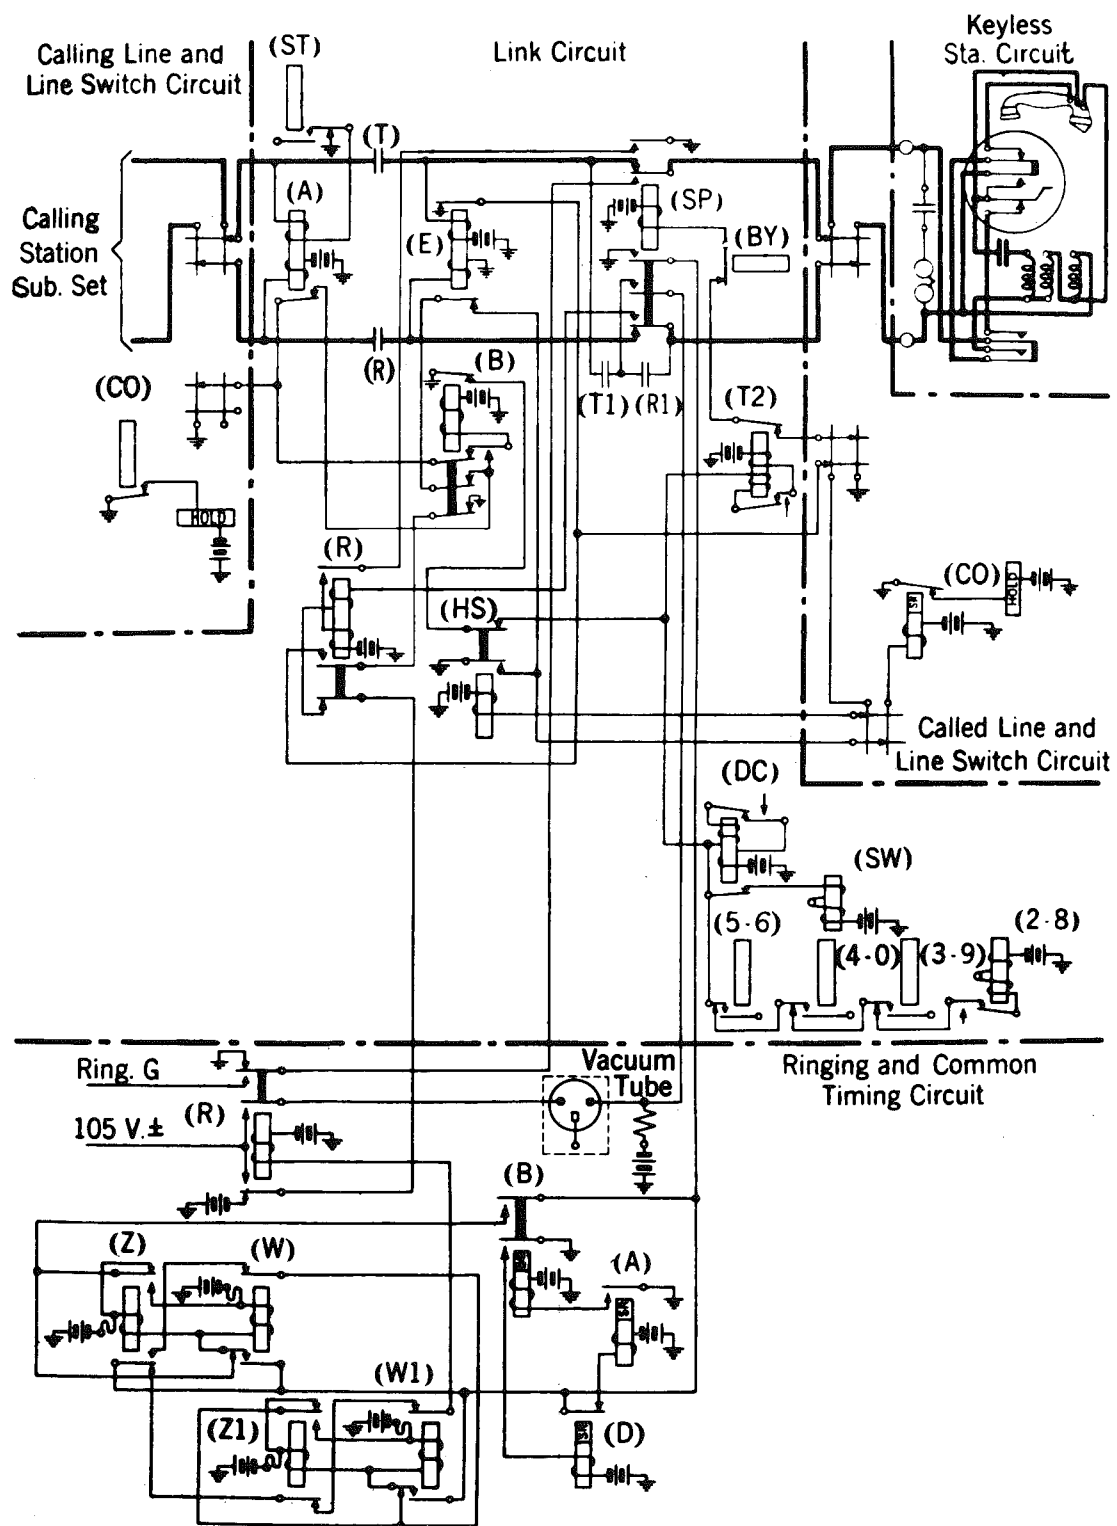 Calling Line and
Line Switch Circuit
(ST)
Link Circuit
Keyless
Sta. Circuit
(T)
(A)
(E)
(SP)
(BY)
Calling
Station
Sub. Set
(R)
(B)
(T1)
(R1)
(T2)
(CO)
HOLD
(R)
(HS)
(CO)
HOLD
SR
Called Line and
Line Switch Circuit
(DC)
(SW)
(5-6)
(4-0)
(3-9)
(2-8)
Ring. G
Vacuum
Tube
Ringing and Common
Timing Circuit
(R)
105 V. ±
(B)
(Z)
(W)
SR
(A)
SR
(W1)
(Z1)
SR
(D)